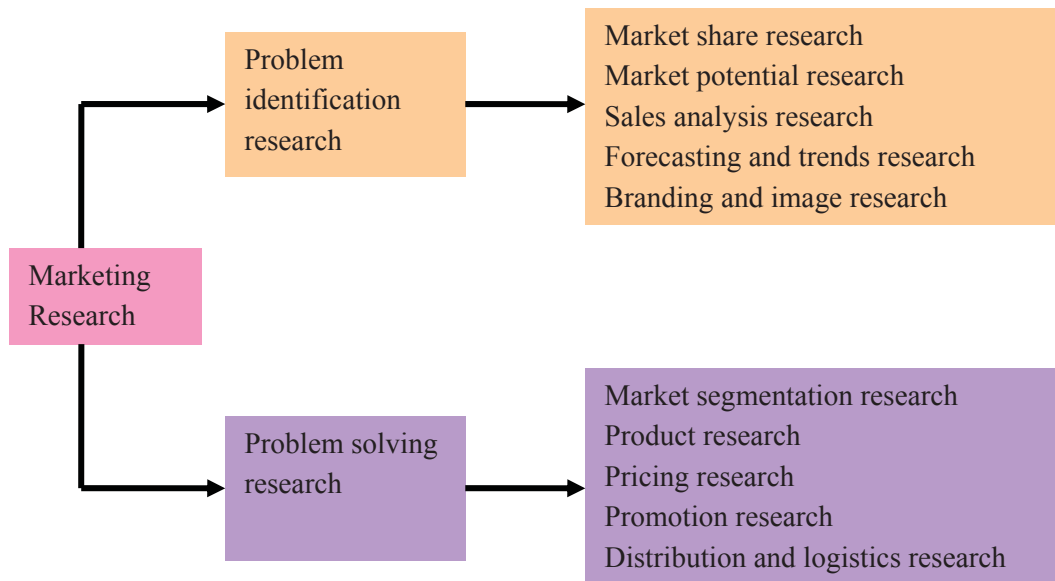 Problem
identification
research
Market share research
Market potential research
Sales analysis research
Forecasting and trends research
Branding and image research
Marketing
Research
Problem solving
research
Market segmentation research
Product research
Pricing research
Promotion research
Distribution and logistics research